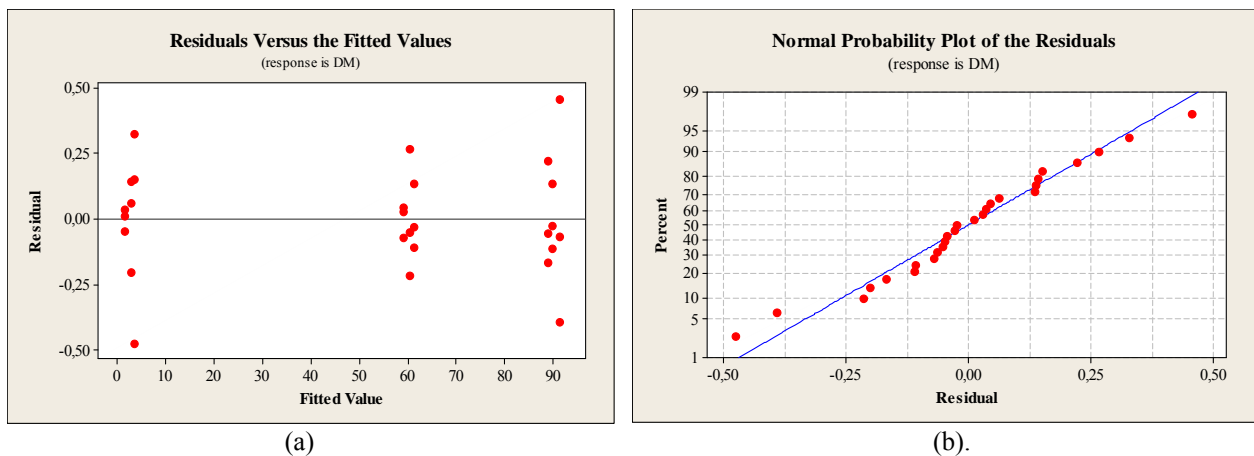 Residuals Versus the Fitted Values
(response is DM)
0,50
0,25
0,00
-0,25
-0,50
Residual
0 10 20 30 40 50 60 70 80 90
Fitted Value
(a)
Normal Probability Plot of the Residuals
(response is DM)
99
95
90
80
70
60
50
40
30
20
10
5
1
Percent
-0,50 -0,25 0,00 0,25 0,50
Residual
(b).